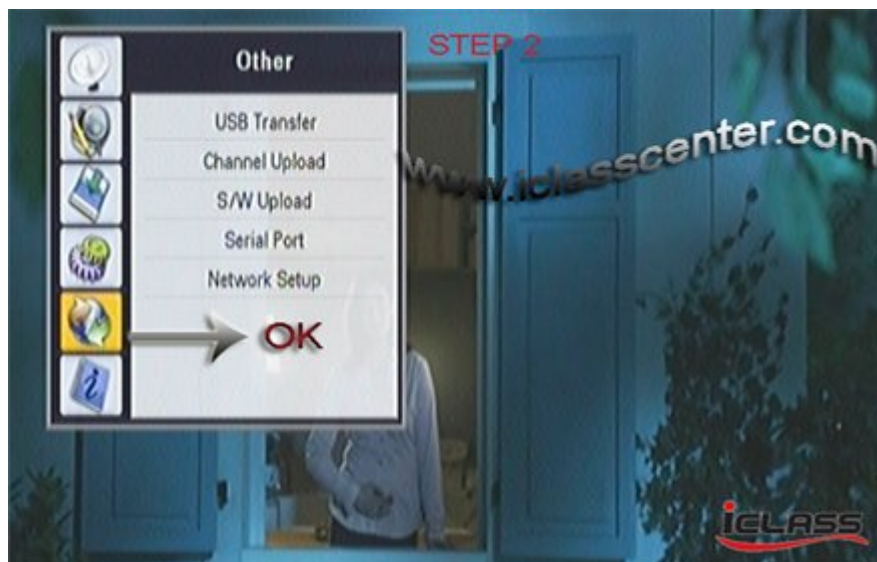 Other
STEP 2
USB Transfer
Channel Upload
S/W Upload
Serial Port
Network Setup
OK
www.iclasscenter.com
iCLASS